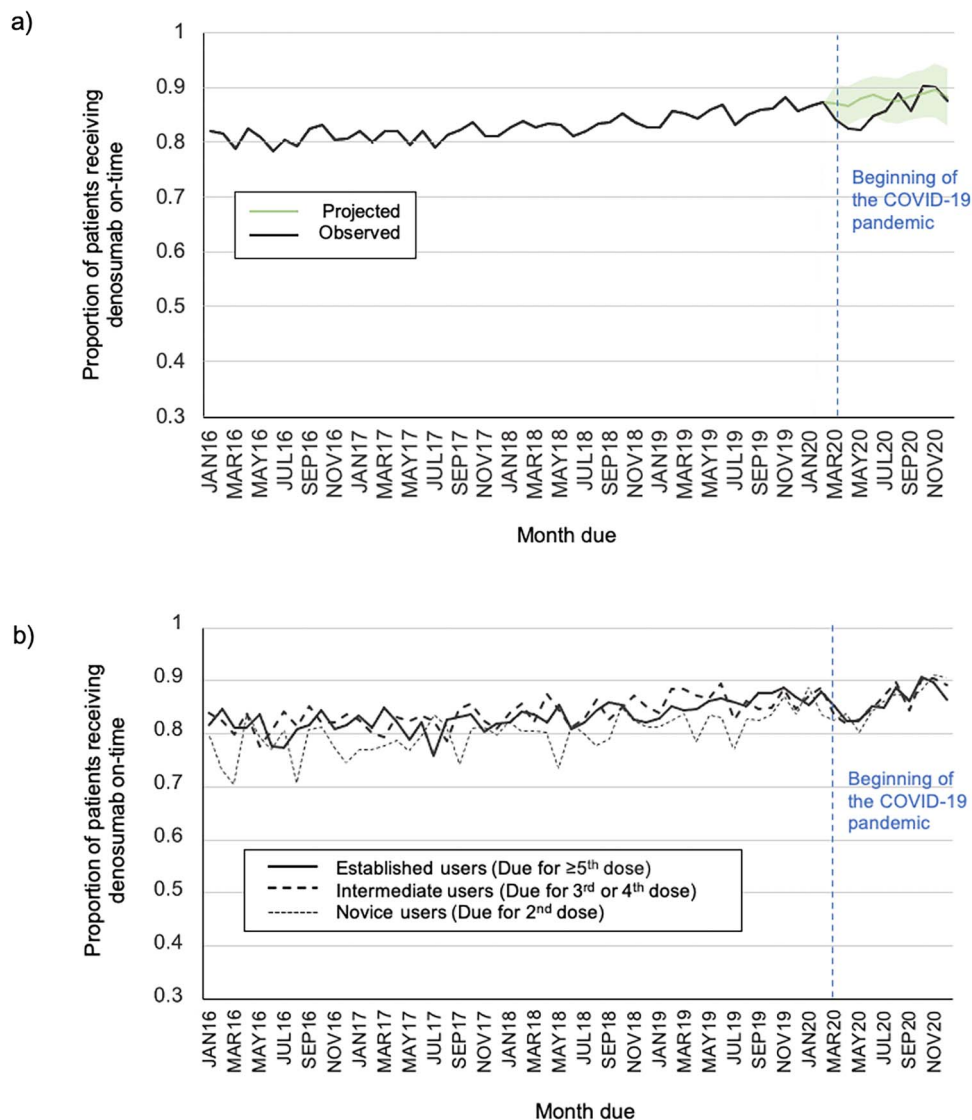 a)
1
0.9
0.8
0.7
0.6
0.5
0.4
0.3
Proportion of patients receiving
denosumab on-time
Projected
Observed
Beginning of
the COVID-19
pandemic
JAN16
MAR16
MAY16
JUL16
SEP16
NOV16
JAN17
MAR17
MAY17
JUL17
SEP17
NOV17
JAN18
MAR18
MAY18
JUL18
SEP18
NOV18
JAN19
MAR19
MAY19
JUL19
SEP19
NOV19
JAN20
MAR20
MAY20
JUL20
SEP20
NOV20
Month due
b)
1
0.9
0.8
0.7
0.6
0.5
0.4
0.3
Proportion of patients receiving
denosumab on-time
Beginning of
the COVID-19
pandemic
Established users (Due for ≥5th dose)
Intermediate users (Due for 3rd or 4th dose)
Novice users (Due for 2nd dose)
JAN16
MAR16
MAY16
JUL16
SEP16
NOV16
JAN17
MAR17
MAY17
JUL17
SEP17
NOV17
JAN18
MAR18
MAY18
JUL18
SEP18
NOV18
JAN19
MAR19
MAY19
JUL19
SEP19
NOV19
JAN20
MAR20
MAY20
JUL20
SEP20
NOV20
Month due